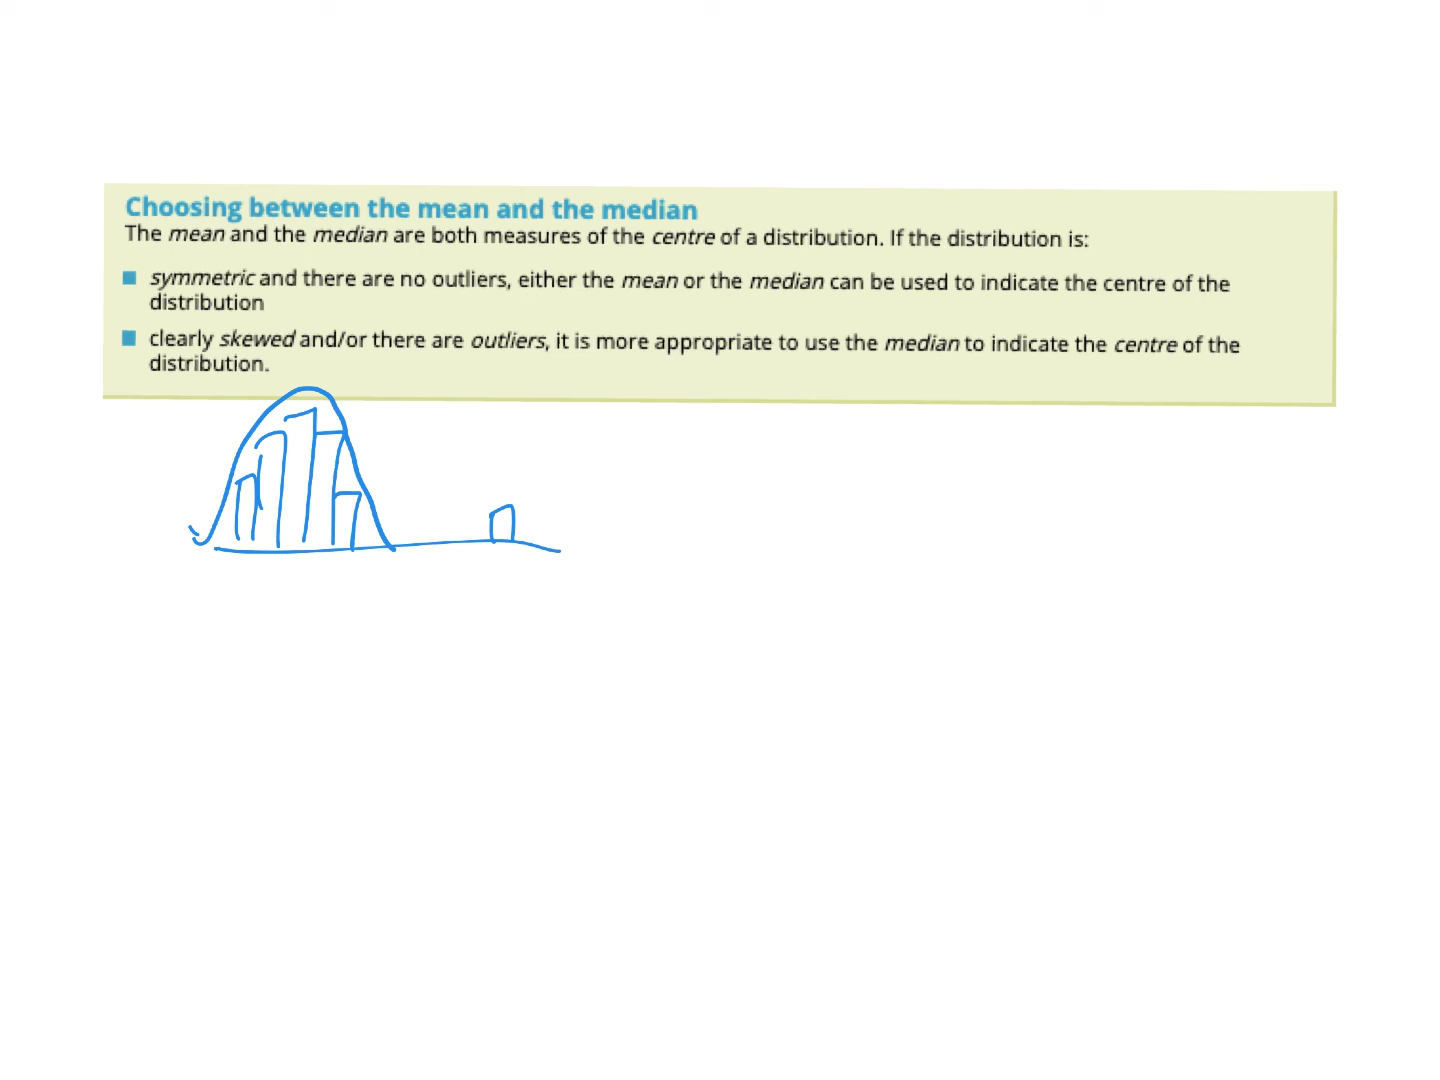 Choosing between the mean and the median
The mean and the median are both measures of the centre of a distribution. If the distribution is:
symmetric and there are no outliers, either the mean or the median can be used to indicate the centre of the
distribution
clearly skewed and/or there are outliers, it is more appropriate to use the median to indicate the centre of the
distribution.